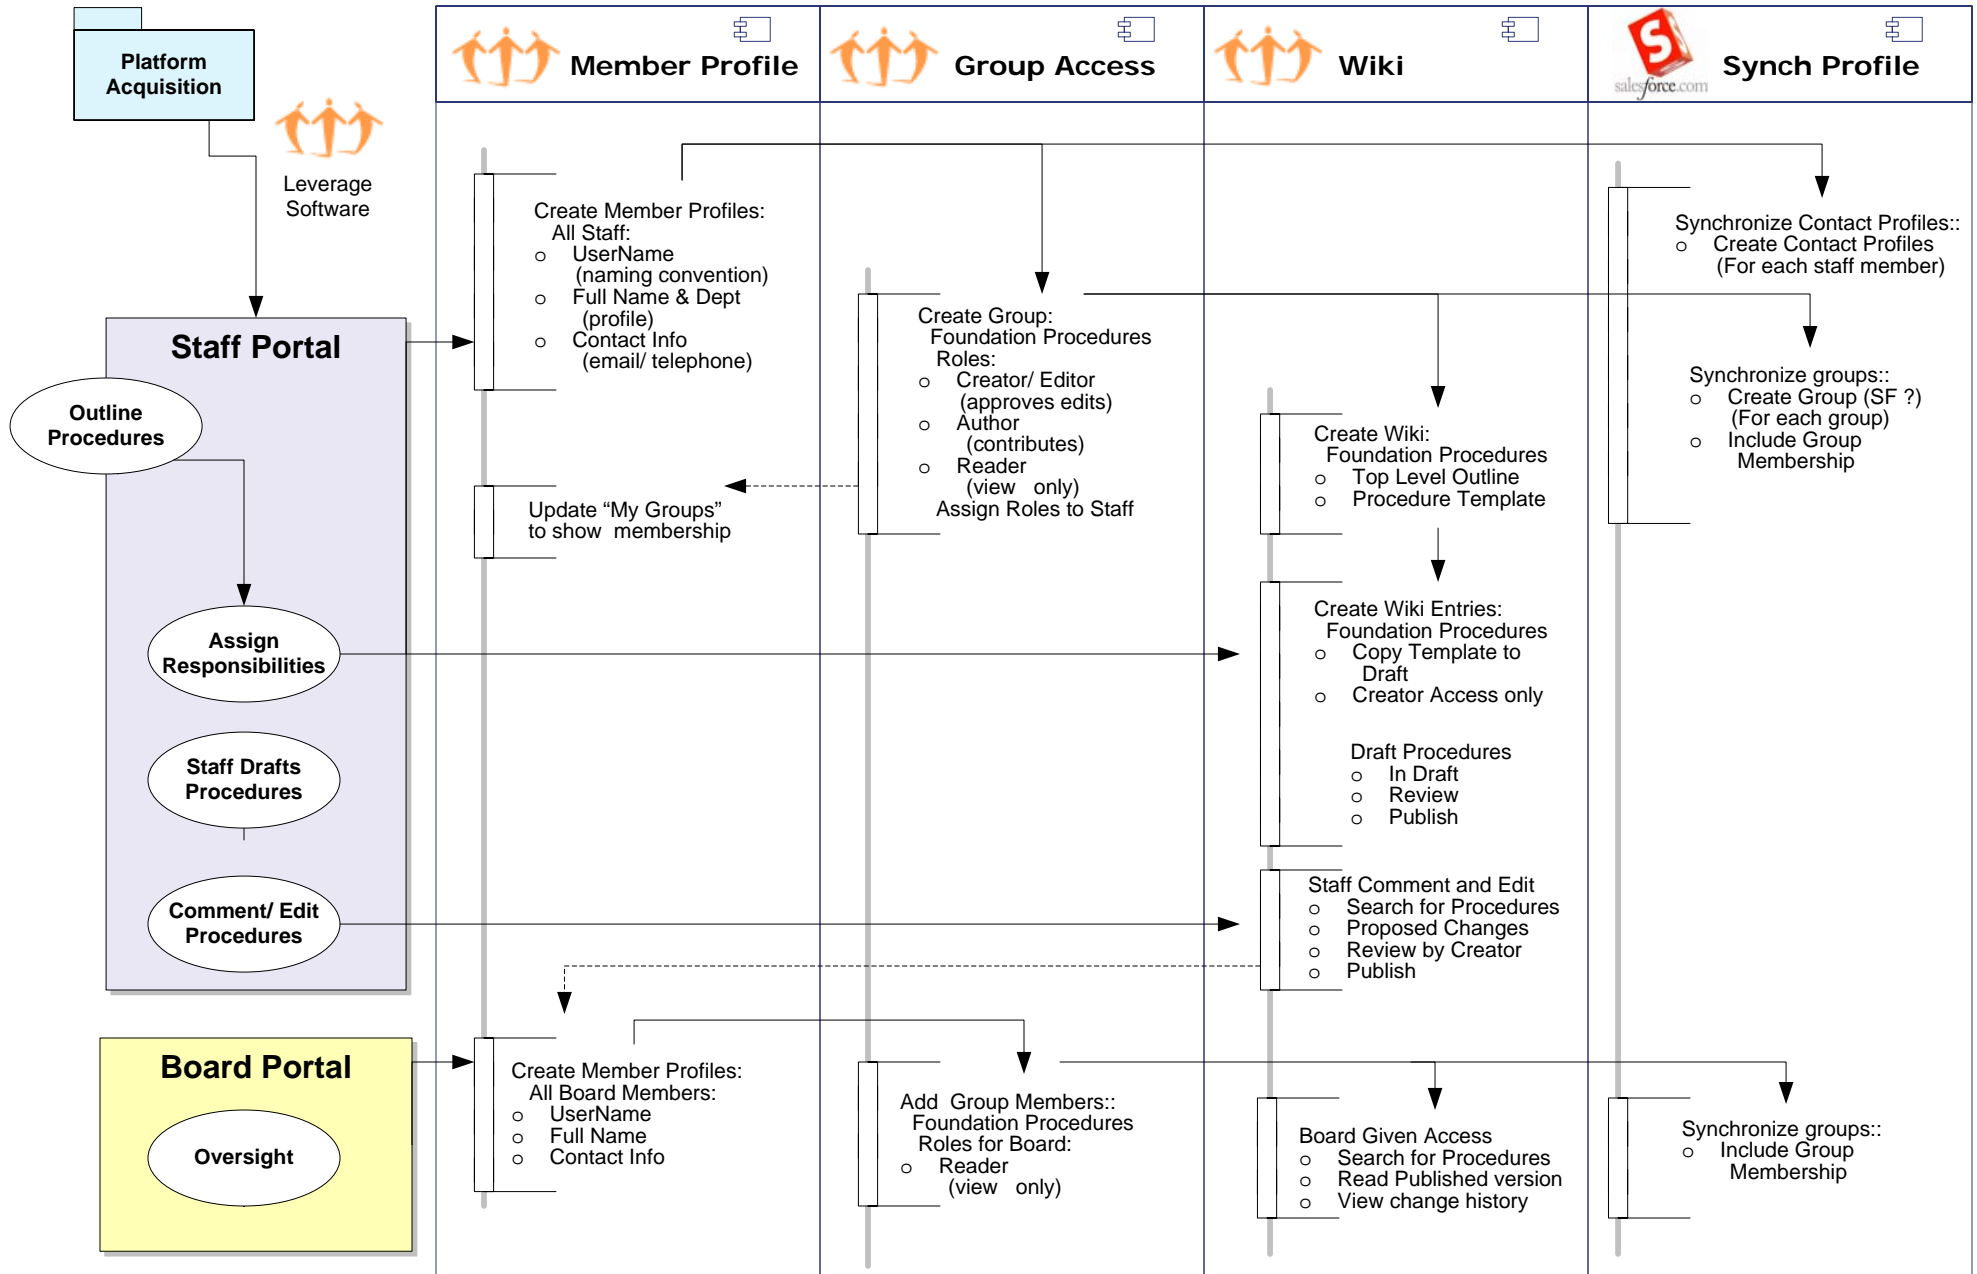 Platform
Acquisition
Leverage
Software
Member Profile
Group Access
Wiki
salesforce.com
Synch Profile
Staff Portal
Outline
Procedures
Assign
Responsibilities
Staff Drafts
Procedures
Comment/ Edit
Procedures
Board Portal
Oversight
Create Member Profiles:
All Staff:
o UserName
(naming convention)
o Full Name & Dept
(profile)
o Contact Info
(email/ telephone)
Update “My Groups”
to show membership
Create Member Profiles:
All Board Members:
o UserName
o Full Name
o Contact Info
Create Group:
Foundation Procedures
Roles:
o Creator/ Editor
(approves edits)
o Author
(contributes)
o Reader
(view only)
Assign Roles to Staff
Add Group Members::
Foundation Procedures
Roles for Board:
o Reader
(view only)
Create Wiki:
Foundation Procedures
o Top Level Outline
o Procedure Template
Create Wiki Entries:
Foundation Procedures
o Copy Template to
Draft
o Creator Access only
Draft Procedures
o In Draft
o Review
o Publish
Staff Comment and Edit
o Search for Procedures
o Proposed Changes
o Review by Creator
o Publish
Board Given Access
o Search for Procedures
o Read Published version
o View change history
Synchronize Contact Profiles::
o Create Contact Profiles
(For each staff member)
Synchronize groups::
o Create Group (SF ?)
(For each group)
o Include Group
Membership
Synchronize groups::
o Include Group
Membership